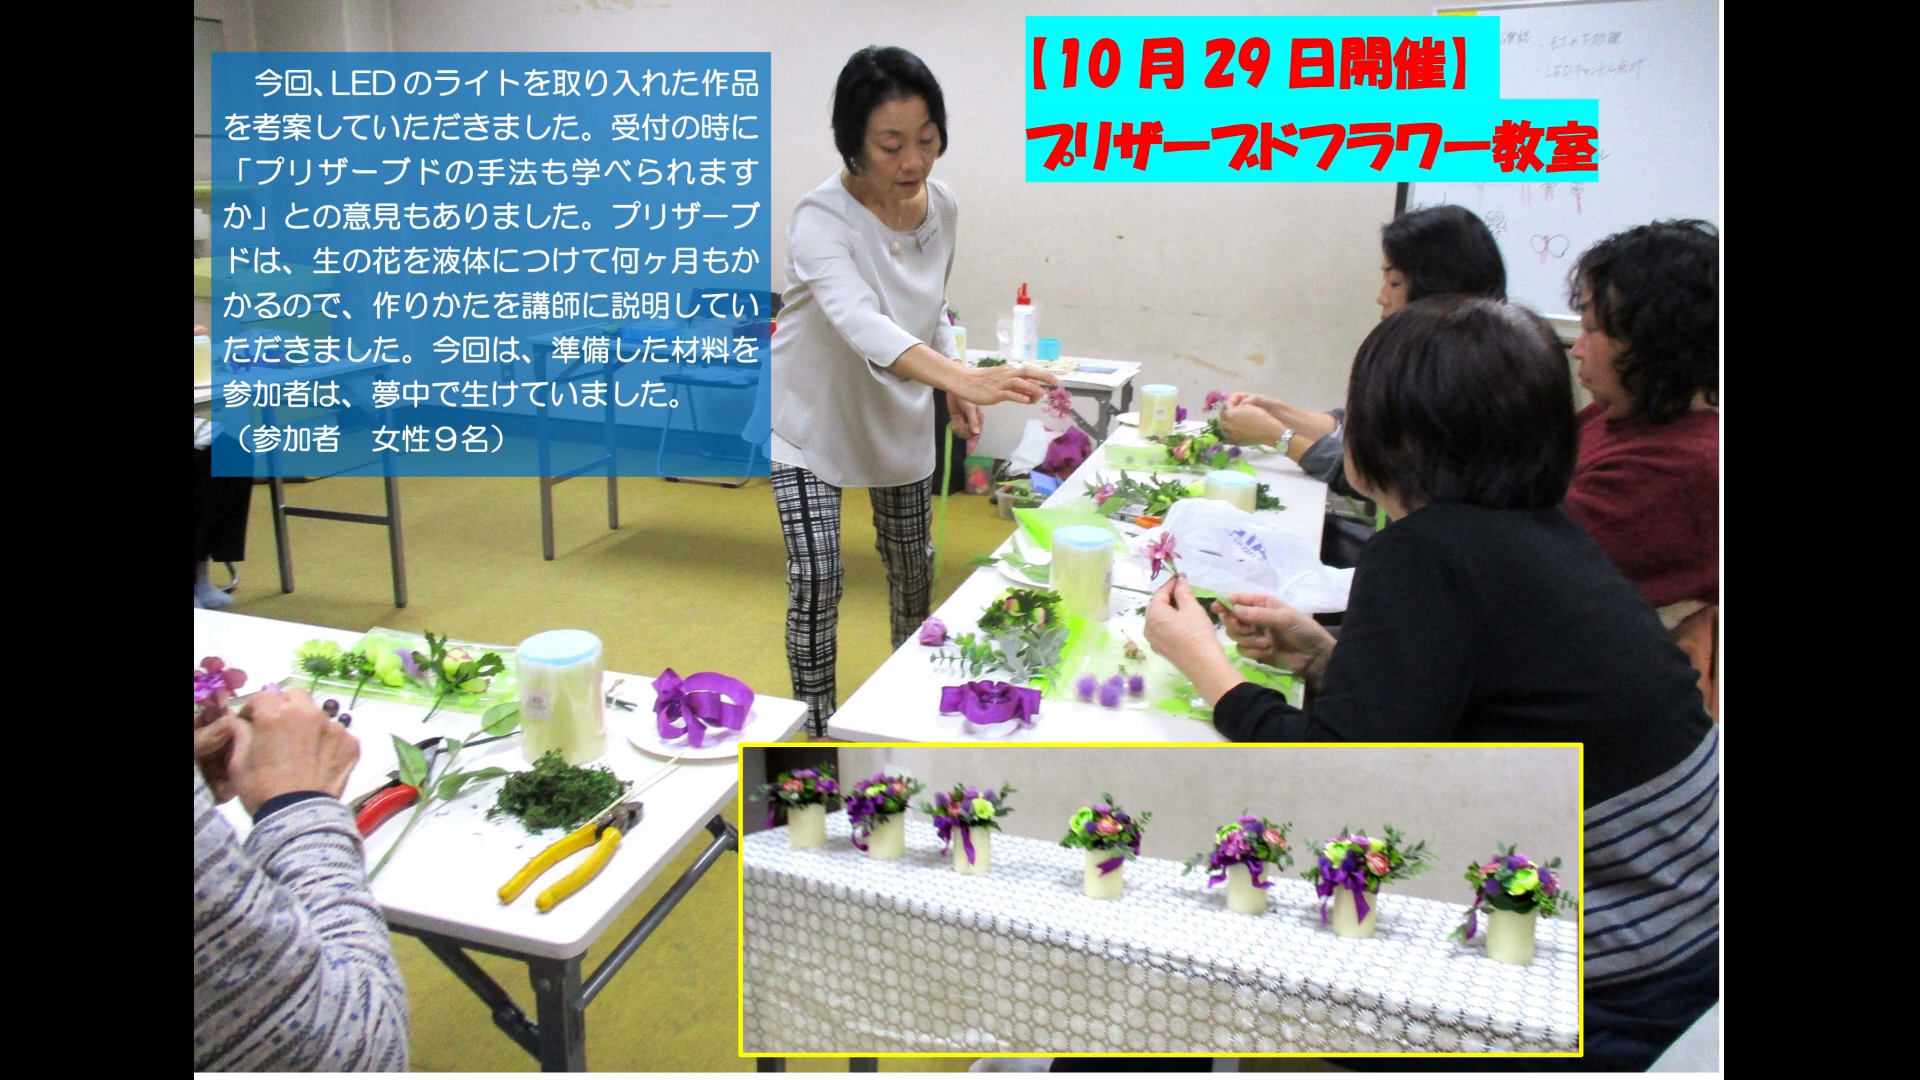 【10月29日開催】
プリザーブドフラワー教室
今回、LEDのライトを取り入れた作品
を考案していただきました。受付の時に
「プリザーブドの手法も学べられます
か」との意見もありました。プリザーブ
ドは、生の花を液体につけて何ヶ月もか
かるので、作りかたを講師に説明してい
ただきました。今回は、準備した材料を
参加者は、夢中で生けていました。
（参加者　女性９名）